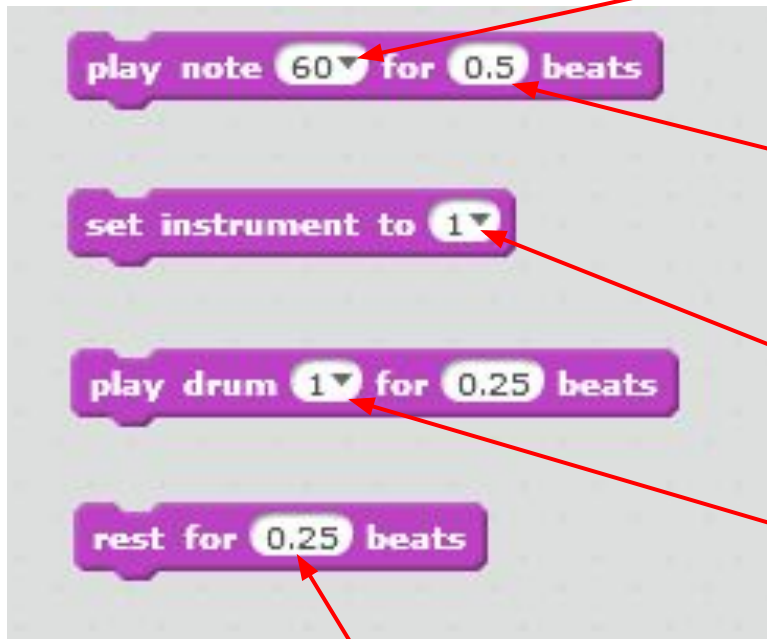 play note 60 for 0.5 beats
set instrument to 1
play drum 1 for 0.25 beats
rest for 0.25 beats